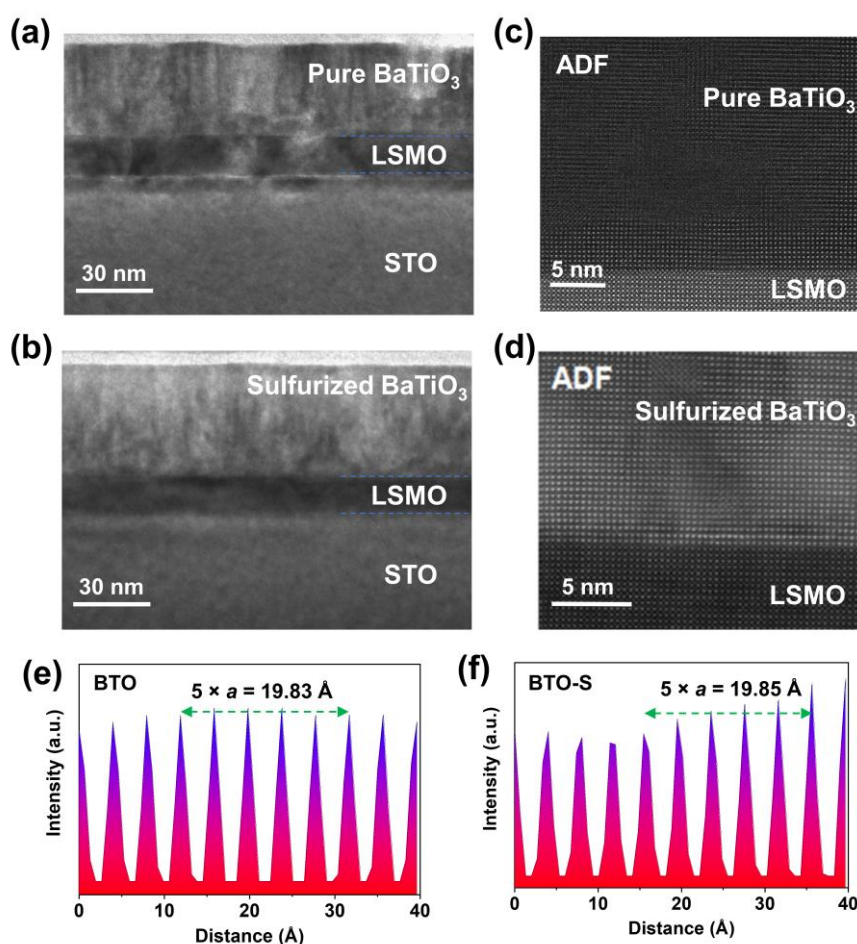 (a)
Pure BaTiO₃
LSMO
STO
30 nm
(c)
ADF
Pure BaTiO₃
5 nm
LSMO
(b)
Sulfurized BaTiO₃
LSMO
STO
30 nm
(d)
ADF
Sulfurized BaTiO₃
5 nm
LSMO
(e)
BTO
5 × a = 19.83 Å
Intensity (a.u.)
0 10 20 30 40
Distance (Å)
(f)
BTO-S
5 × a = 19.85 Å
Intensity (a.u.)
0 10 20 30 40
Distance (Å)